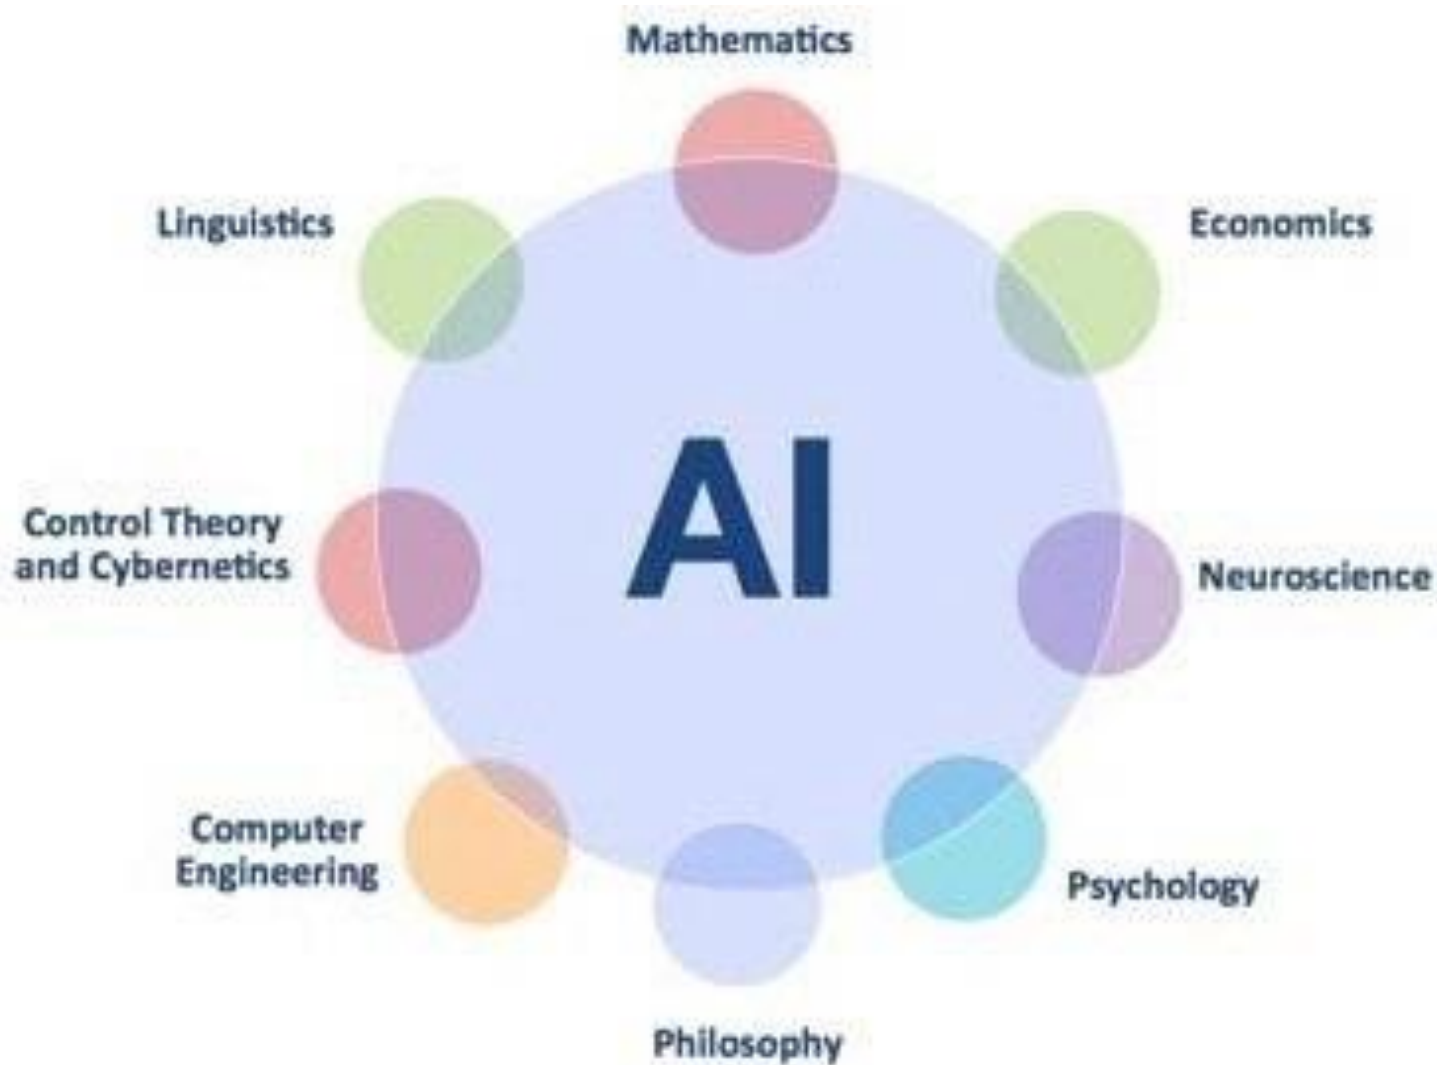 Mathematics
Linguistics
Economics
AI
Control Theory
and Cybernetics
Neuroscience
Computer
Engineering
Psychology
Philosophy